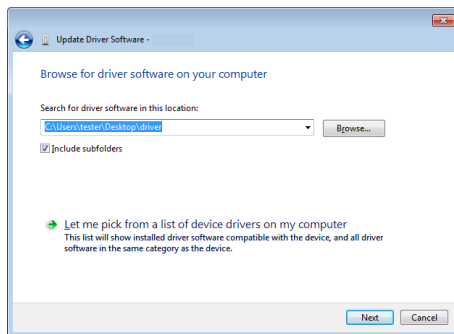 Update Driver Software -
Browse for driver software on your computer
Search for driver software in this location:
C:\Users\tester\Desktop\driver
Browse...
Include subfolders
Let me pick from a list of device drivers on my computer
This list will show installed driver software compatible with the device, and all driver
software in the same category as the device.
Next Cancel